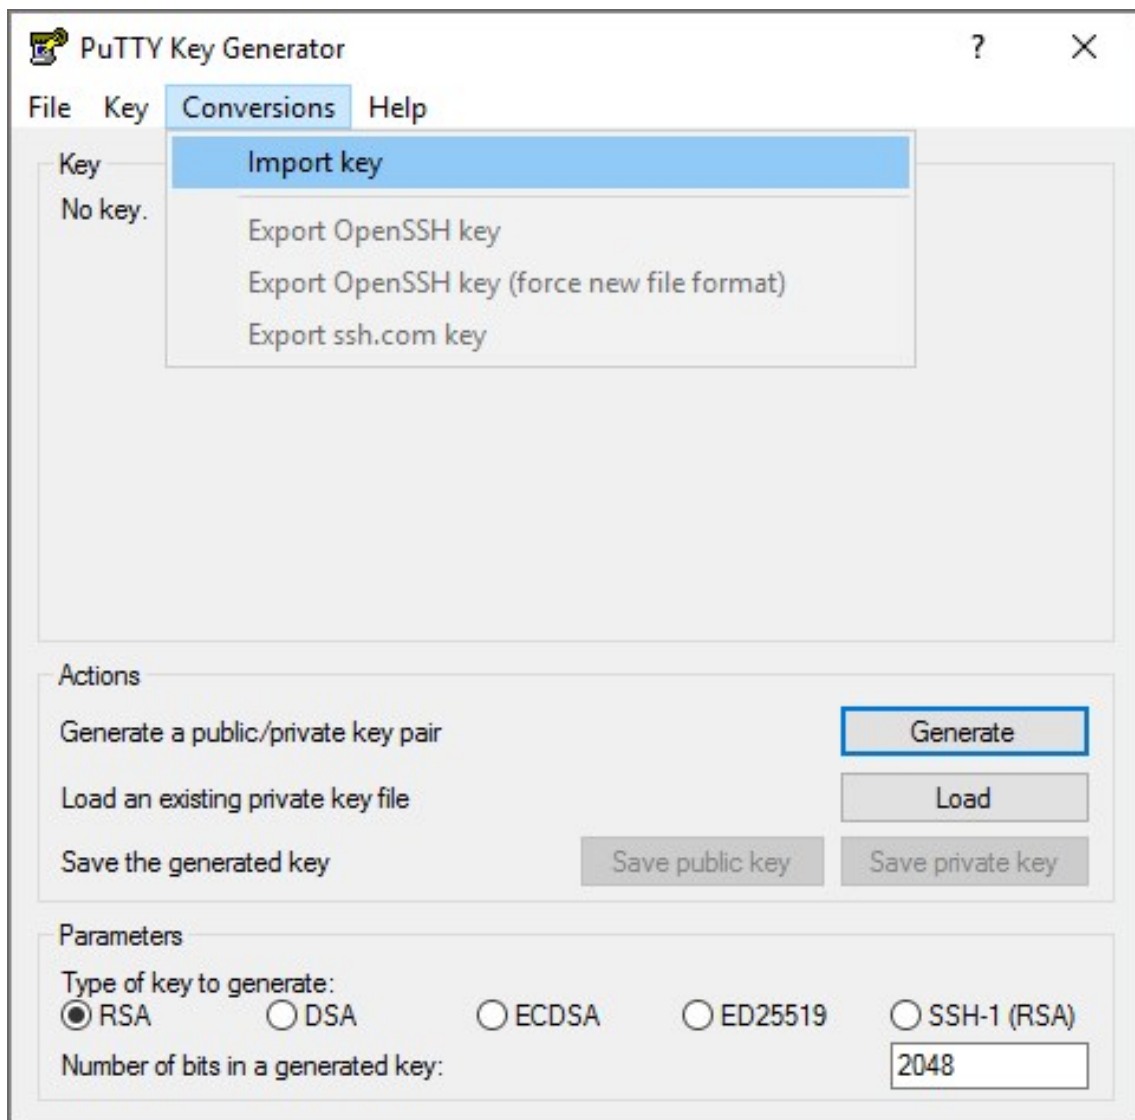 PuTTY Key Generator ?
File Key Conversions Help
Key
Import key
No key.
Export OpenSSH key
Export OpenSSH key (force new file format)
Export ssh.com key
Actions
Generate a public/private key pair Generate
Load an existing private key file Load
Save the generated key Save public key Save private key
Parameters
Type of key to generate:
RSA DSA ECDSA ED25519 SSH-1 (RSA)
Number of bits in a generated key: 2048